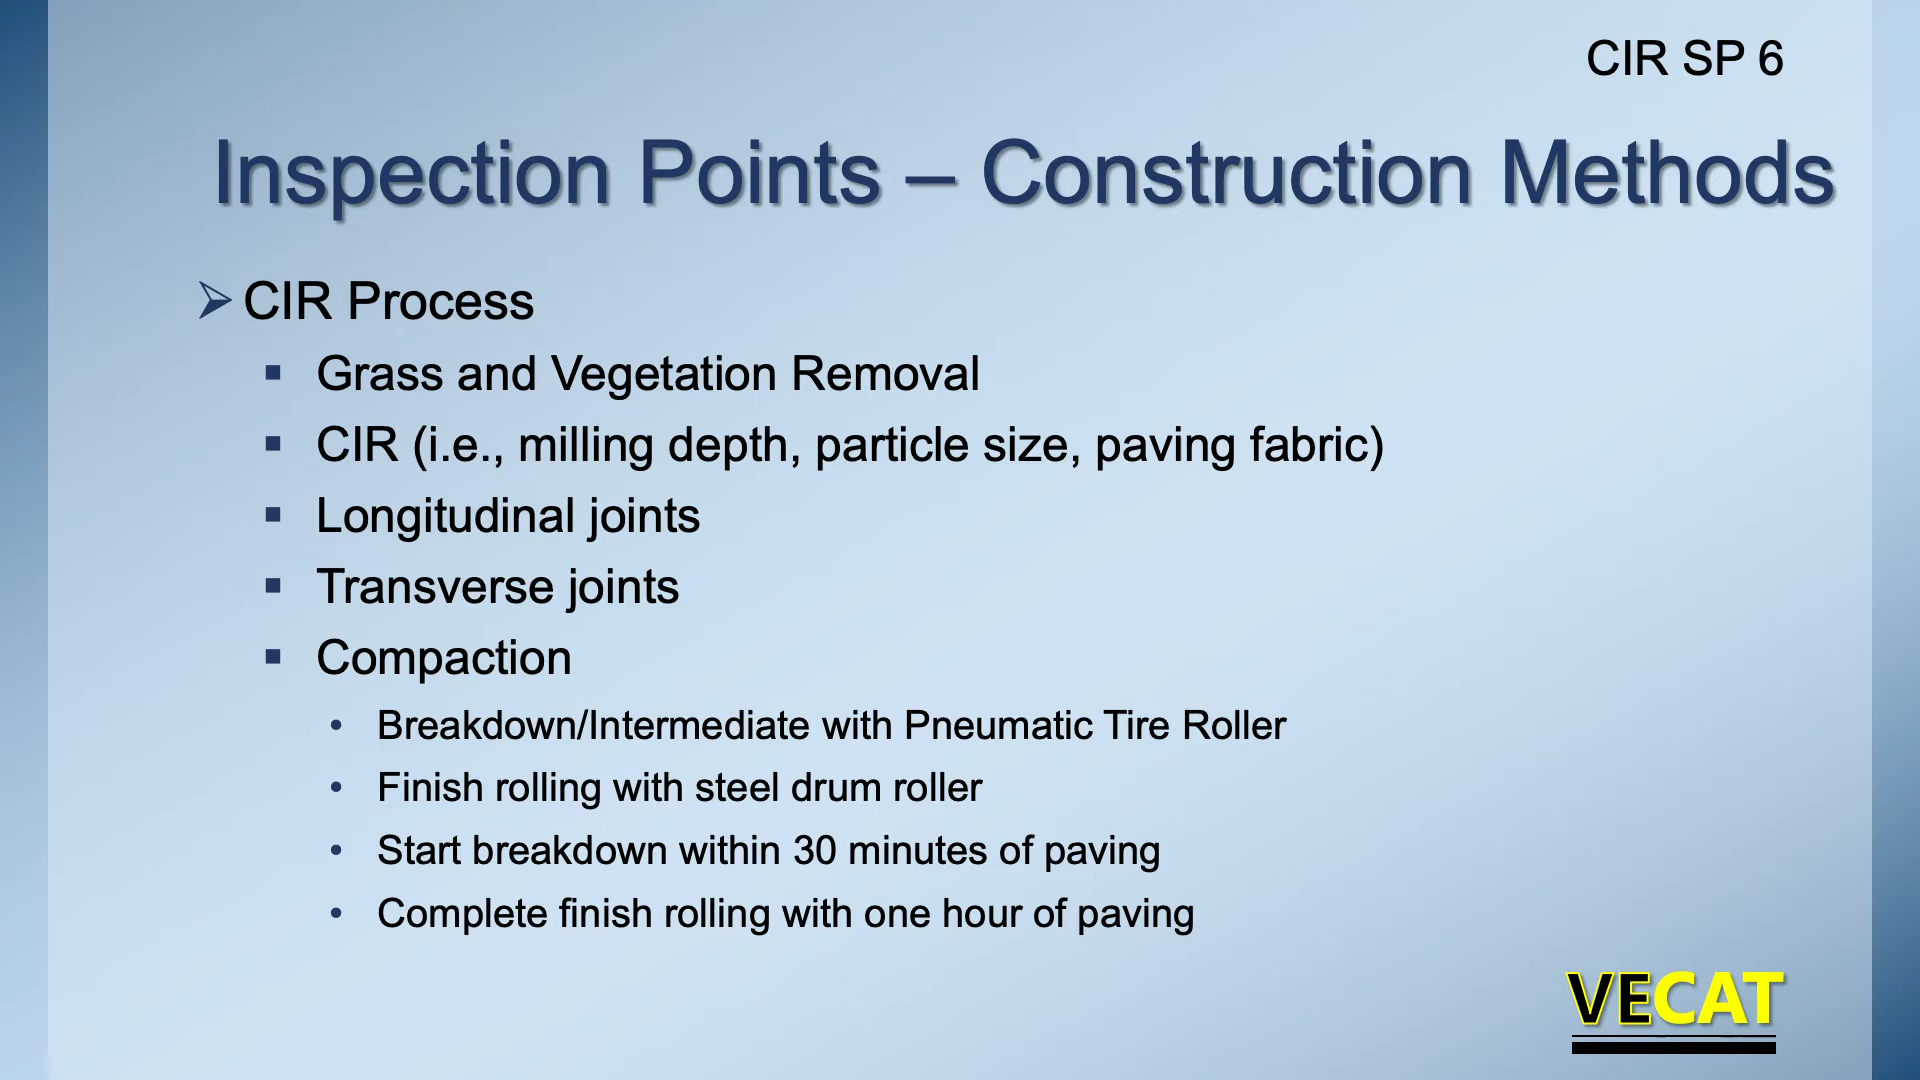 CIR SP 6
Inspection Points – Construction Methods
CIR Process
Grass and Vegetation Removal
CIR (i.e., milling depth, particle size, paving fabric)
Longitudinal joints
Transverse joints
Compaction
Breakdown/Intermediate with Pneumatic Tire Roller
Finish rolling with steel drum roller
Start breakdown within 30 minutes of paving
Complete finish rolling with one hour of paving
VECAT